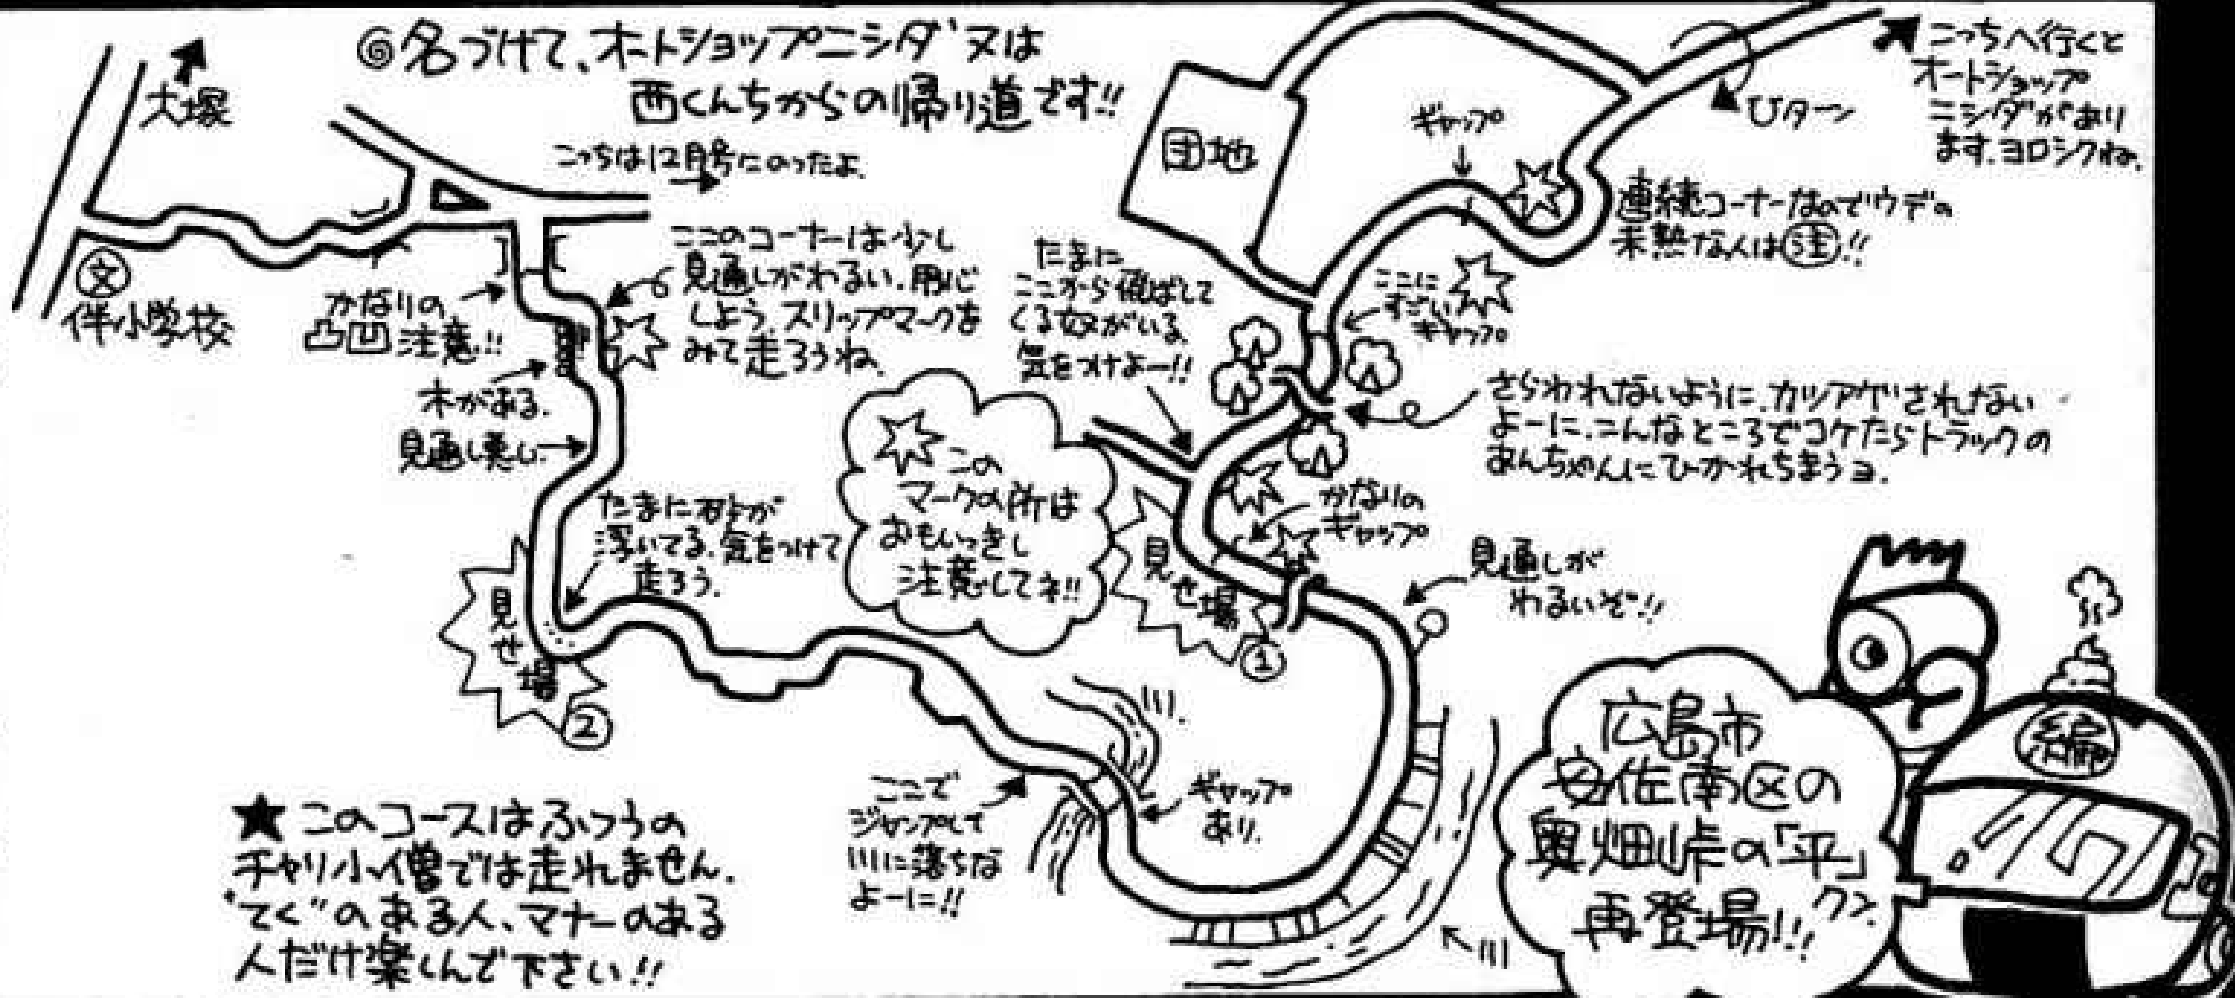 ◎名づけて、オートショップニシダ又は
西くんちからの帰り道です!!
大塚
こっちは12月号にのったよ.
文
伴小学校
かなりの
凸凹注意!!
木がある.
見通し悪い
ここのコーナーは少し
見通しがわるい.用心
しよう.スリップマークを
みて走ろうね.
たまに砂が
浮いてる.気をつけて
走ろう.
見せ場
②
たまに
ここから飛ばして
くる奴がいる
気をつけよー!!
この
マークの所は
おもいっきし
注意してネ!!
団地
ギャップ
Uターン
こっちへ行くと
オートショップ
ニシダがあり
ます.ヨロシクね.
連続コーナーなのでウデの
未熟な人は注!!
ここに
すごい
ギャップ
さらわれないように.カツアゲされない
よーに.こんなところでコケたらトラックの
あんちゃんにひかれちまうヨ.
かなりの
ギャップ
見せ場
①
見通しが
わるいぞ!!
川.
ギャップ
あり.
ここで
ジャンプして
川に落ちな
よーに!!
川
★このコースはふつうの
チャリ小僧では走れません.
"てく"のある人、マナーのある
人だけ楽しんで下さい!!
広島市
安佐南区の
奥畑峠の「平」
クン.
再登場!!!
編